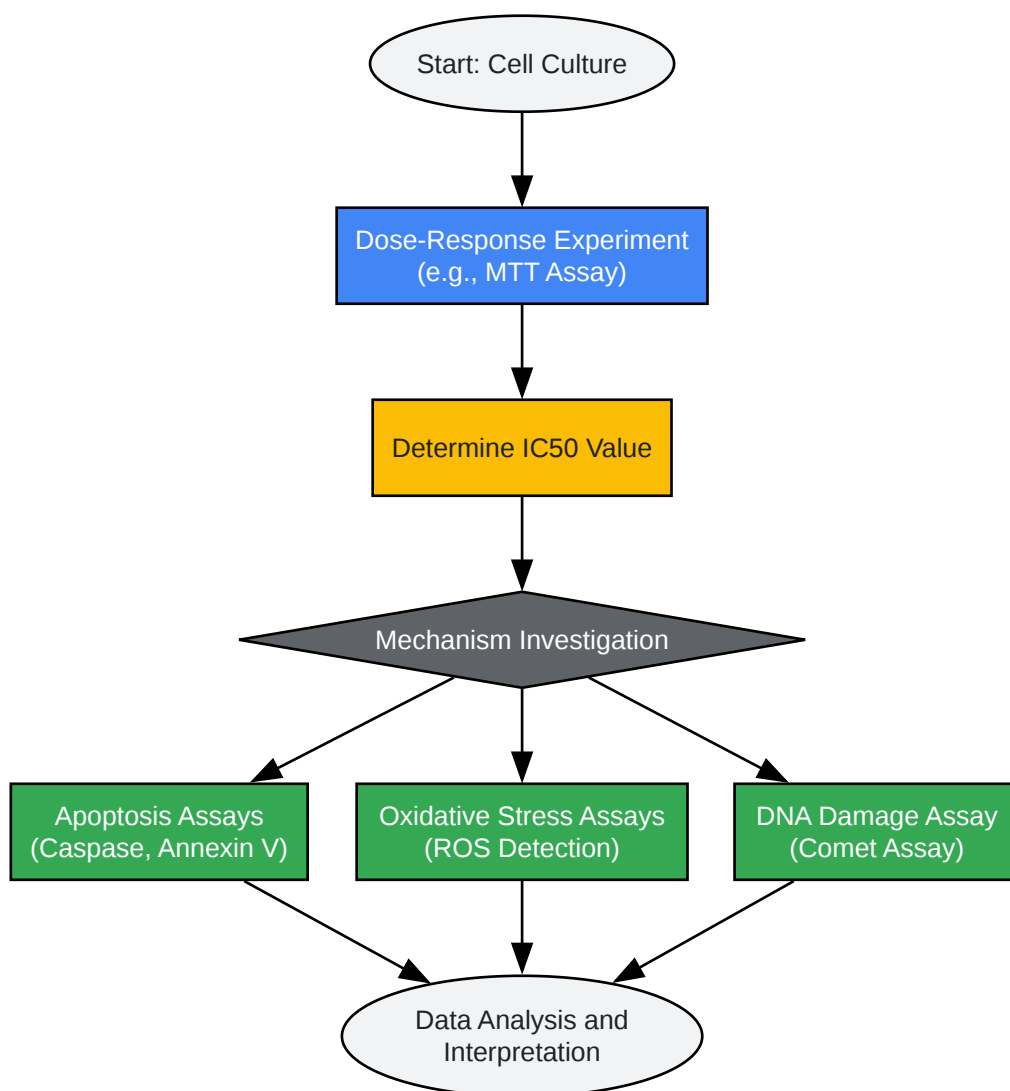 Start: Cell Culture
Dose-Response Experiment
(e.g., MTT Assay)
Determine IC50 Value
Mechanism Investigation
Apoptosis Assays
(Caspase, Annexin V)
Oxidative Stress Assays
(ROS Detection)
DNA Damage Assay
(Comet Assay)
Data Analysis and
Interpretation